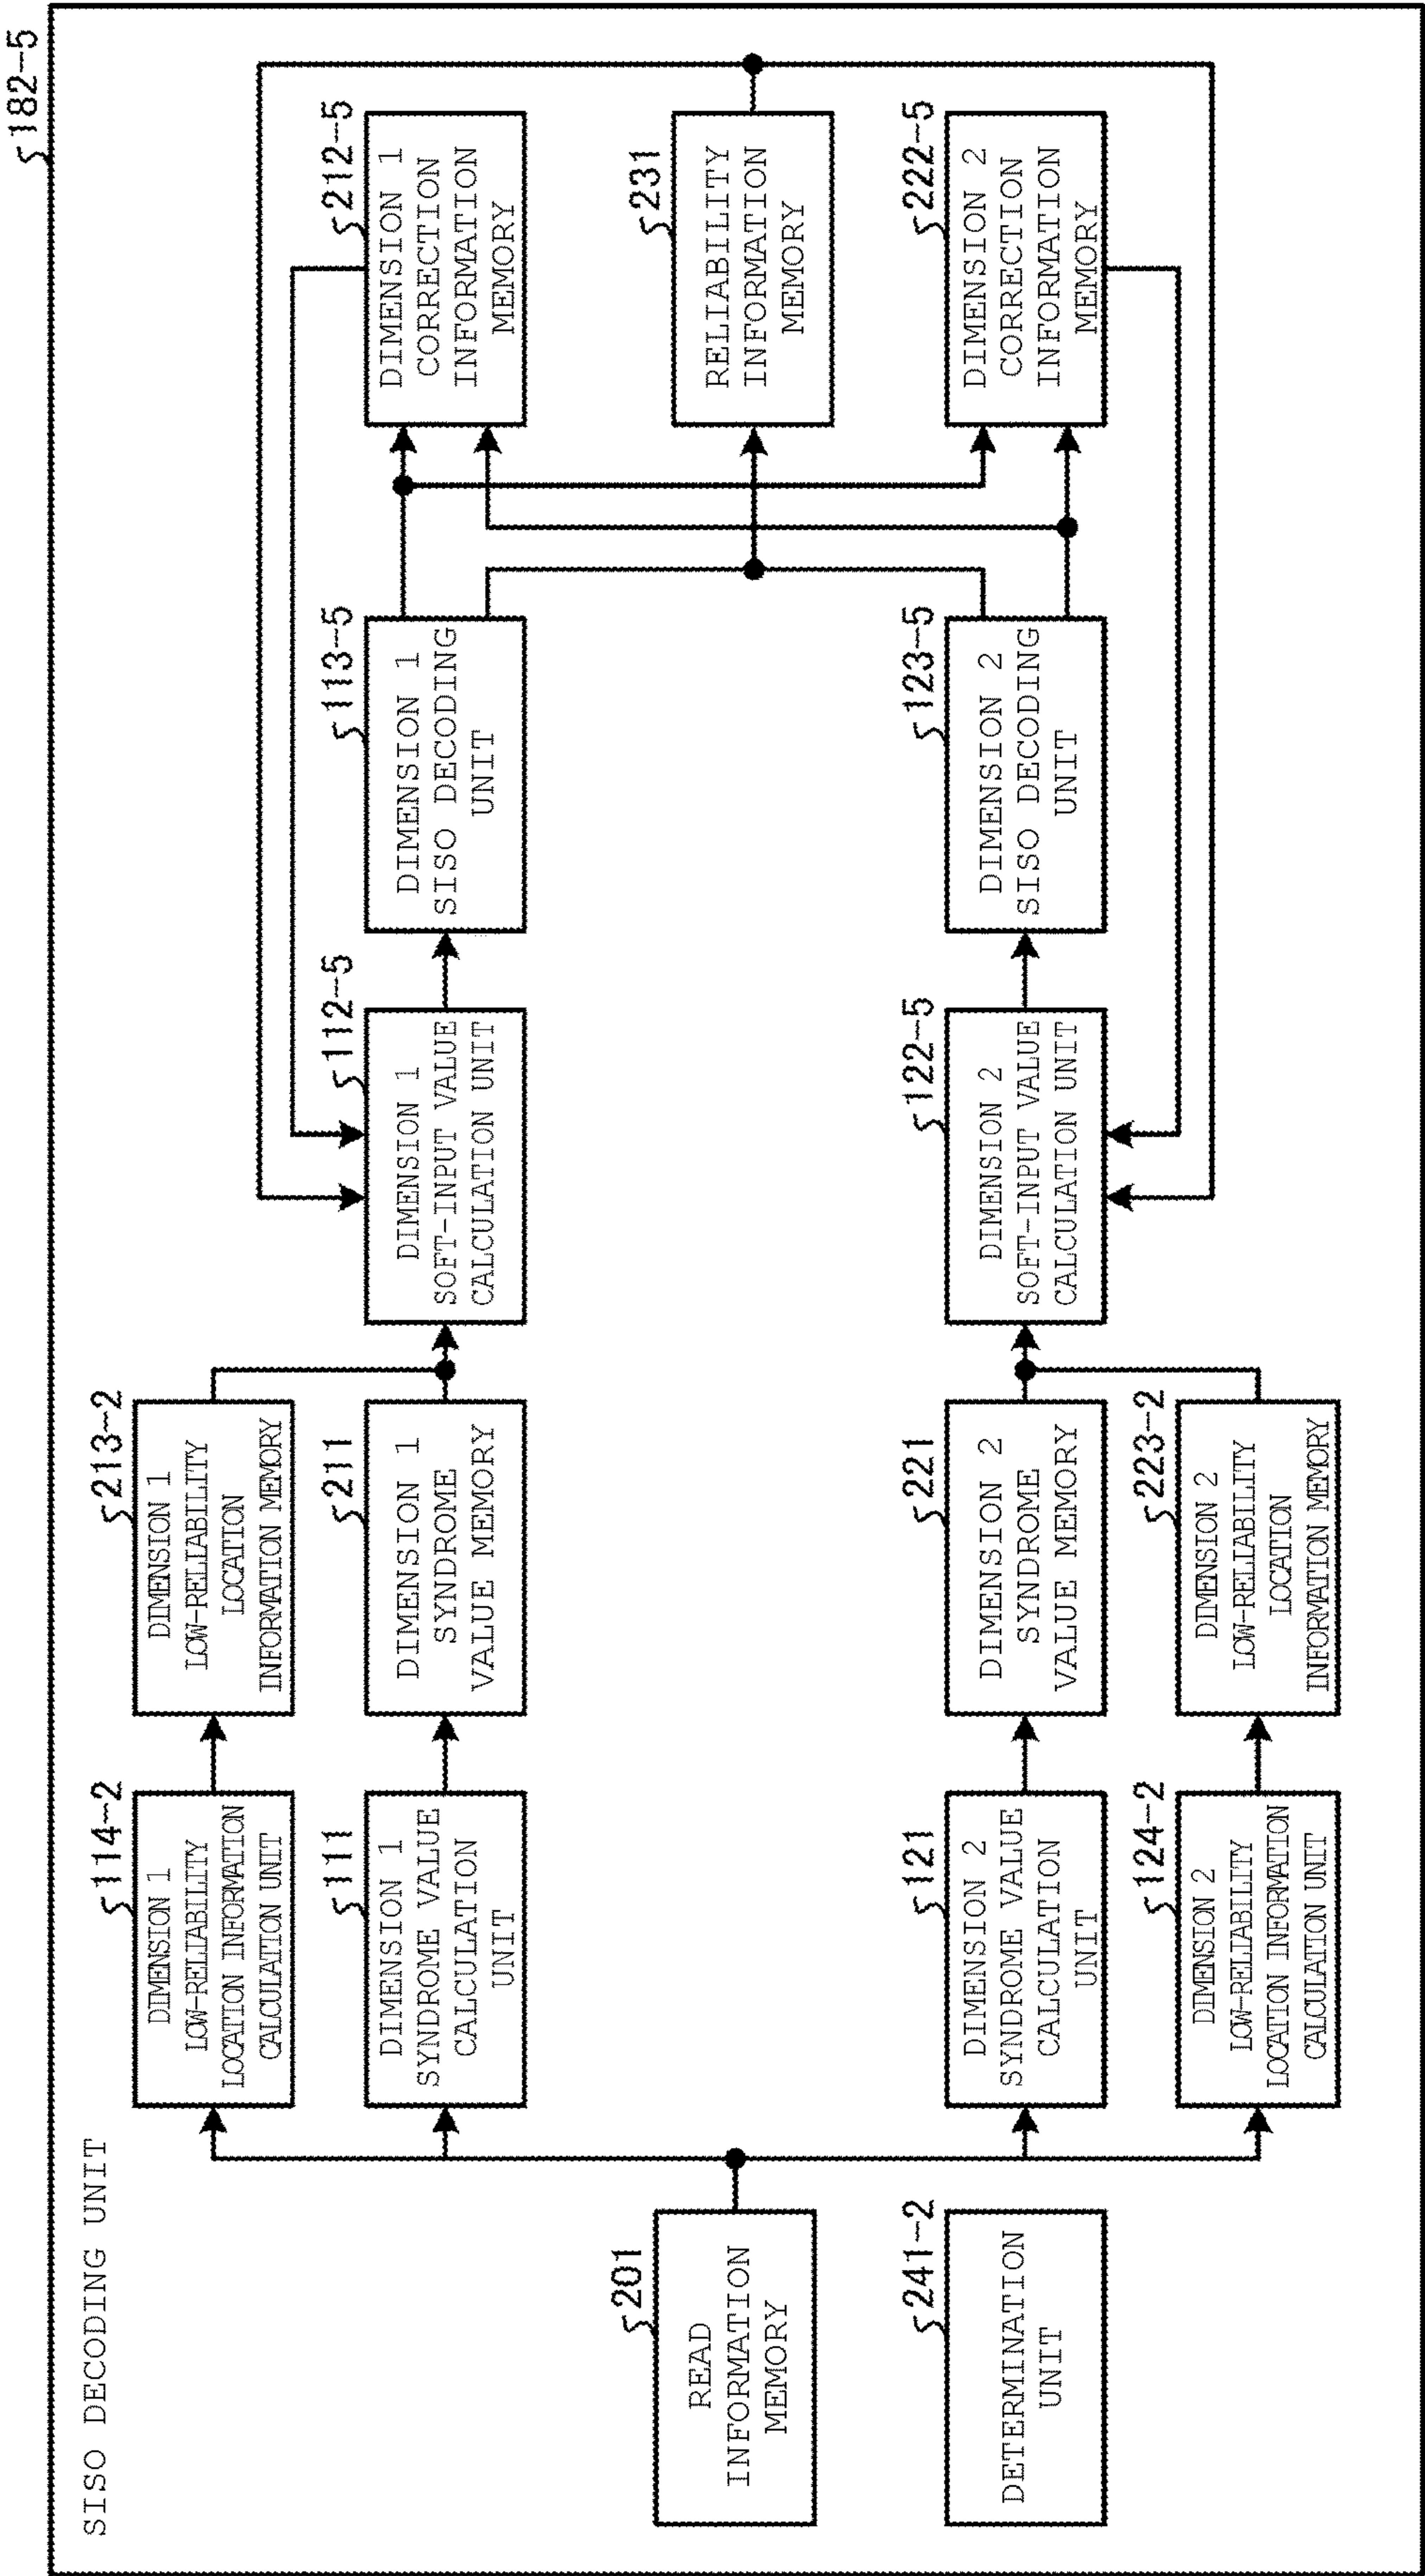 182-5
SISO DECODING UNIT
READ
INFORMATION
MEMORY
201
DETERMINATION
UNIT
241-2
DIMENSION 1
LOW-RELIABILITY
LOCATION INFORMATION
CALCULATION UNIT
114-2
DIMENSION 1
SYNDROME VALUE
CALCULATION
UNIT
111
DIMENSION 2
SYNDROME VALUE
CALCULATION
UNIT
121
DIMENSION 2
LOW-RELIABILITY
LOCATION INFORMATION
CALCULATION UNIT
124-2
DIMENSION 1
LOW-RELIABILITY
LOCATION
INFORMATION MEMORY
213-2
DIMENSION 1
SYNDROME
VALUE MEMORY
211
DIMENSION 2
SYNDROME
VALUE MEMORY
221
DIMENSION 2
LOW-RELIABILITY
LOCATION
INFORMATION MEMORY
223-2
DIMENSION 1
SOFT-INPUT VALUE
CALCULATION UNIT
112-5
DIMENSION 2
SOFT-INPUT VALUE
CALCULATION UNIT
122-5
DIMENSION 1
SISO DECODING
UNIT
113-5
DIMENSION 2
SISO DECODING
UNIT
123-5
DIMENSION 1
CORRECTION
INFORMATION
MEMORY
212-5
RELIABILITY
INFORMATION
MEMORY
231
DIMENSION 2
CORRECTION
INFORMATION
MEMORY
222-5